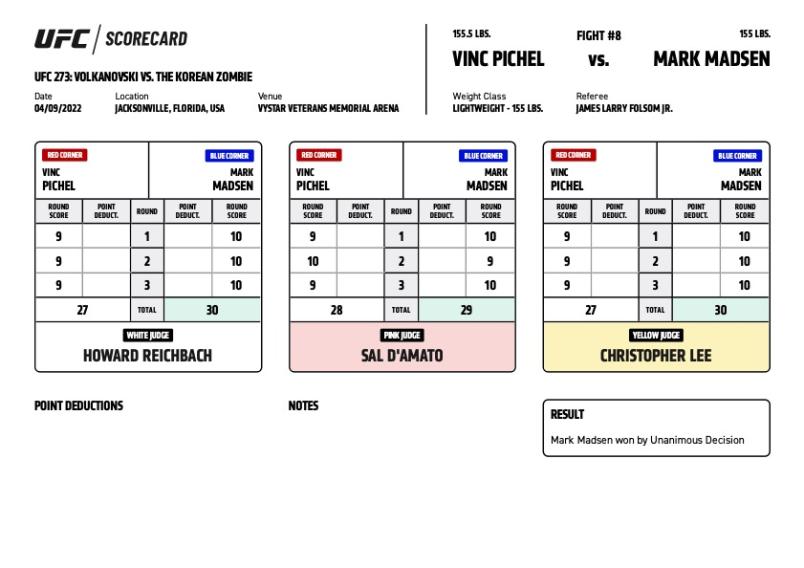 UFC / SCORECARD
UFC 273: VOLKANOVSKI VS. THE KOREAN ZOMBIE
Date Location Venue
04/09/2022 JACKSONVILLE, FLORIDA, USA VYSTAR VETERANS MEMORIAL ARENA
155.5 LBS. FIGHT #8 155 LBS.
VINC PICHEL vs. MARK MADSEN
Weight Class Referee
LIGHTWEIGHT - 155 LBS. JAMES LARRY FOLSOM JR.
RED CORNER BLUE CORNER
VINC MARK
PICHEL MADSEN
ROUND SCORE POINT DEDUCT. ROUND POINT DEDUCT. ROUND SCORE
9 1 10
9 2 10
9 3 10
27 TOTAL 30
WHITE JUDGE
HOWARD REICHBACH
RED CORNER BLUE CORNER
VINC MARK
PICHEL MADSEN
ROUND SCORE POINT DEDUCT. ROUND POINT DEDUCT. ROUND SCORE
9 1 10
10 2 9
9 3 10
28 TOTAL 29
PINK JUDGE
SAL D'AMATO
RED CORNER BLUE CORNER
VINC MARK
PICHEL MADSEN
ROUND SCORE POINT DEDUCT. ROUND POINT DEDUCT. ROUND SCORE
9 1 10
9 2 10
9 3 10
27 TOTAL 30
YELLOW JUDGE
CHRISTOPHER LEE
POINT DEDUCTIONS
NOTES
RESULT
Mark Madsen won by Unanimous Decision